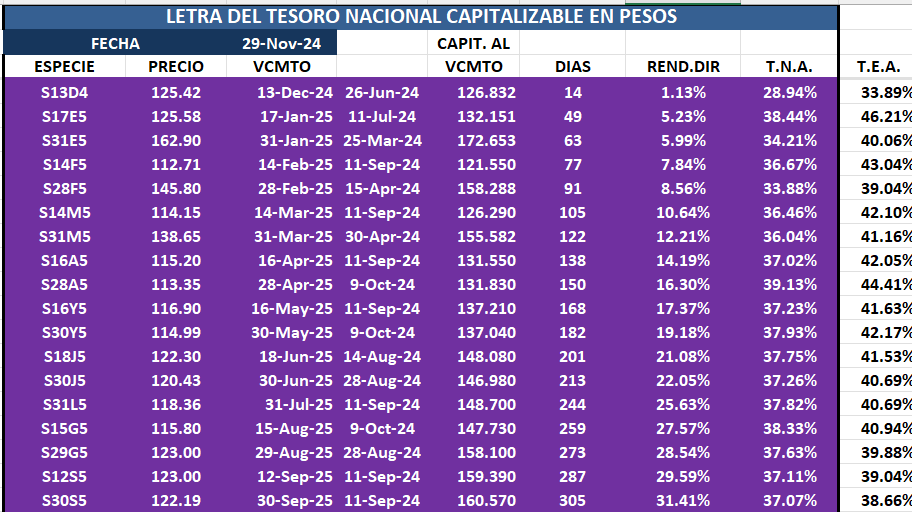 LETRA DEL TESORO NACIONAL CAPITALIZABLE EN PESOS
FECHA 29-Nov-24 CAPIT. AL
ESPECIE PRECIO VCMTO VCMTO DIAS REND.DIR T.N.A. T.E.A.
S13D4 125.42 13-Dec-24 26-Jun-24 126.832 14 1.13% 28.94% 33.89%
S17E5 125.58 17-Jan-25 11-Jul-24 132.151 49 5.23% 38.44% 46.21%
S31E5 162.90 31-Jan-25 25-Mar-24 172.653 63 5.99% 34.21% 40.06%
S14F5 112.71 14-Feb-25 11-Sep-24 121.550 77 7.84% 36.67% 43.04%
S28F5 145.80 28-Feb-25 15-Apr-24 158.288 91 8.56% 33.88% 39.04%
S14M5 114.15 14-Mar-25 11-Sep-24 126.290 105 10.64% 36.46% 42.10%
S31M5 138.65 31-Mar-25 30-Apr-24 155.582 122 12.21% 36.04% 41.16%
S16A5 115.20 16-Apr-25 11-Sep-24 131.550 138 14.19% 37.02% 42.05%
S28A5 113.35 28-Apr-25 9-Oct-24 131.830 150 16.30% 39.13% 44.41%
S16Y5 116.90 16-May-25 11-Sep-24 137.210 168 17.37% 37.23% 41.63%
S30Y5 114.99 30-May-25 9-Oct-24 137.040 182 19.18% 37.93% 42.17%
S18J5 122.30 18-Jun-25 14-Aug-24 148.080 201 21.08% 37.75% 41.53%
S30J5 120.43 30-Jun-25 28-Aug-24 146.980 213 22.05% 37.26% 40.69%
S31L5 118.36 31-Jul-25 11-Sep-24 148.700 244 25.63% 37.82% 40.69%
S15G5 115.80 15-Aug-25 9-Oct-24 147.730 259 27.57% 38.33% 40.94%
S29G5 123.00 29-Aug-25 28-Aug-24 158.100 273 28.54% 37.63% 39.88%
S12S5 123.00 12-Sep-25 11-Sep-24 159.390 287 29.59% 37.11% 39.04%
S30S5 122.19 30-Sep-25 11-Sep-24 160.570 305 31.41% 37.07% 38.66%